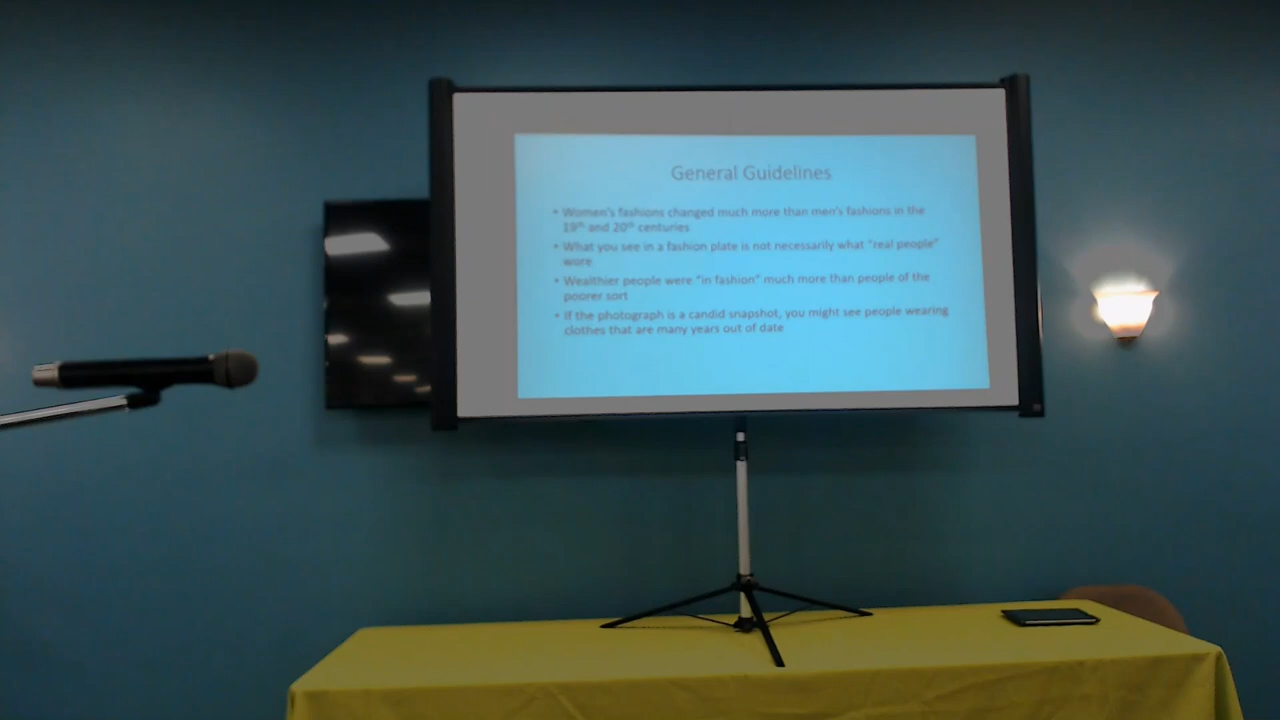 General Guidelines
• Women's fashions changed much more than men's fashions in the
19th and 20th centuries
• What you see in a fashion plate is not necessarily what "real people"
wore
• Wealthier people were "in fashion" much more than people of the
poorer sort
• If the photograph is a candid snapshot, you might see people wearing
clothes that are many years out of date